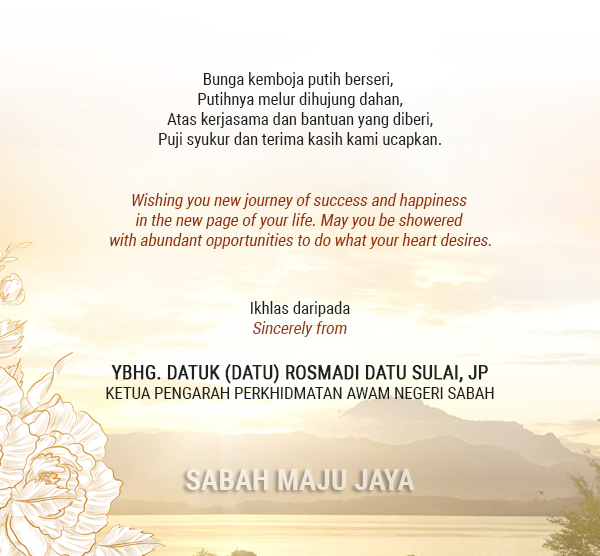 Bunga kemboja putih berseri,
Putihnya melur dihujung dahan,
Atas kerjasama dan bantuan yang diberi,
Puji syukur dan terima kasih kami ucapkan.
Wishing you new journey of success and happiness
in the new page of your life. May you be showered
with abundant opportunities to do what your heart desires.
Ikhlas daripada
Sincerely from
YBHG. DATUK (DATU) ROSMADI DATU SULAI, JP
KETUA PENGARAH PERKHIDMATAN AWAM NEGERI SABAH
SABAH MAJU JAYA